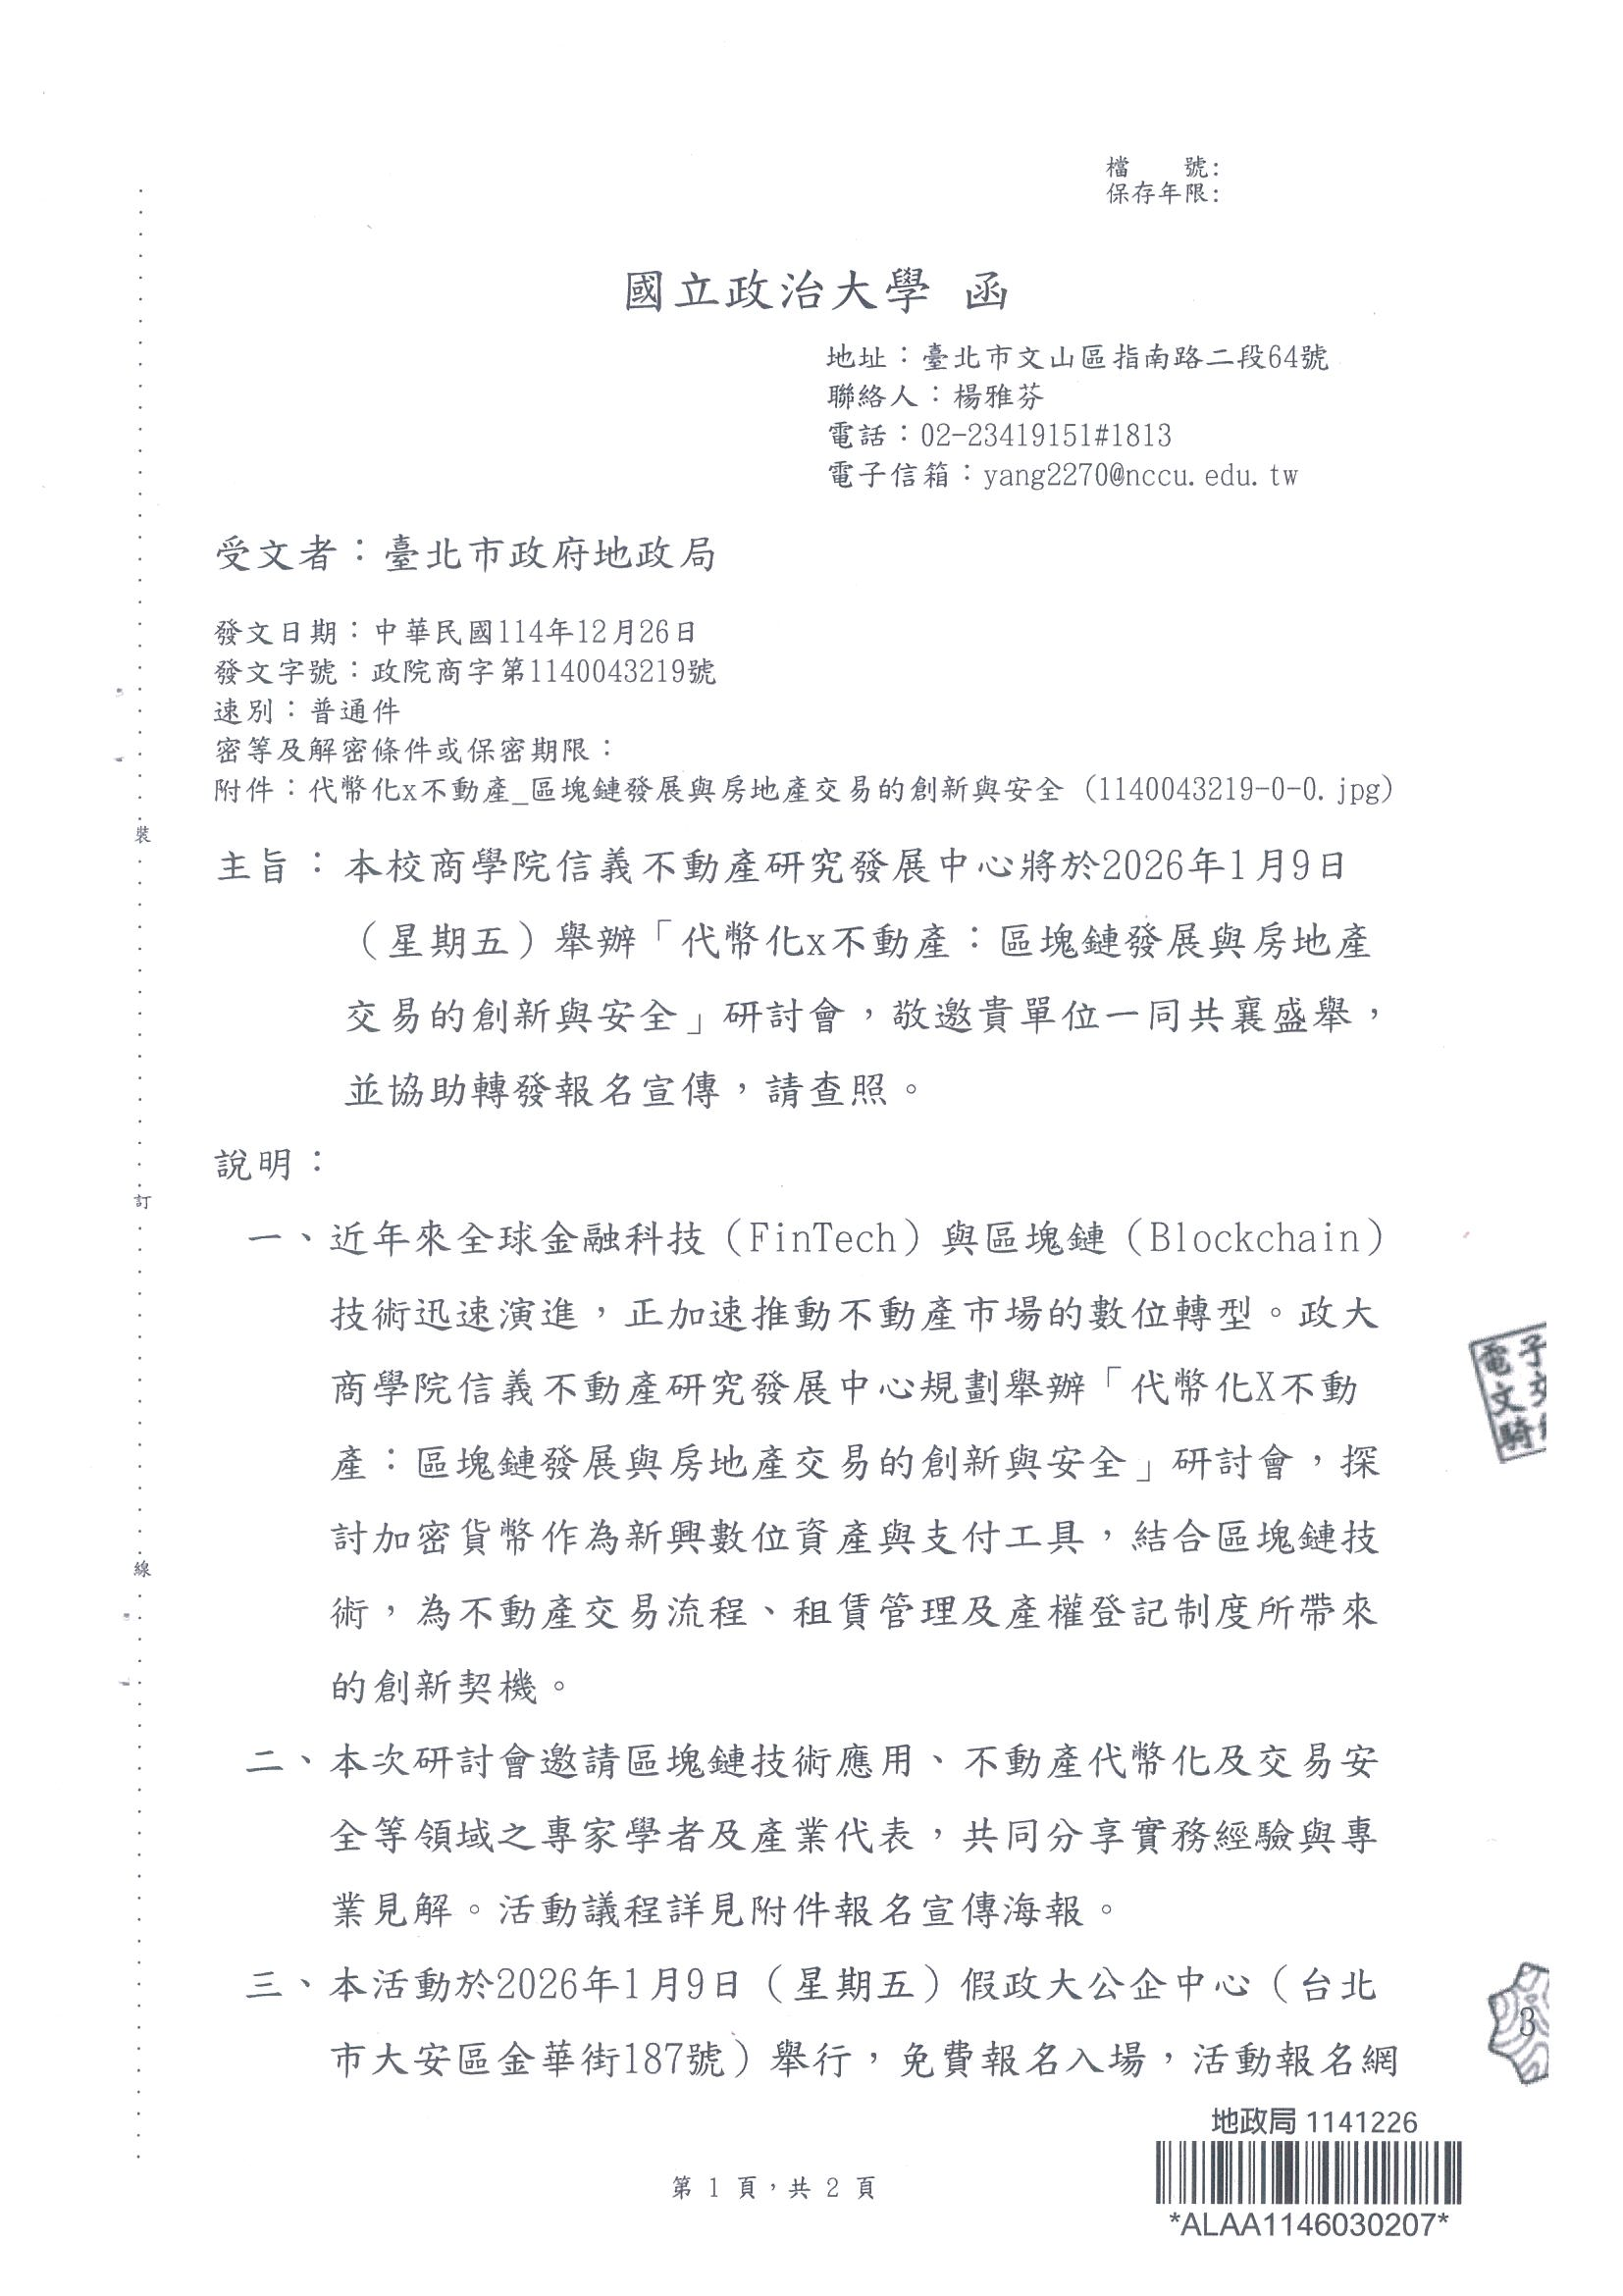 檔　　號:
保存年限:
國立政治大學 函
地址：臺北市文山區指南路二段64號
聯絡人：楊雅芬
電話：02-23419151#1813
電子信箱：yang2270@nccu.edu.tw
受文者：臺北市政府地政局
發文日期：中華民國114年12月26日
發文字號：政院商字第1140043219號
速別：普通件
密等及解密條件或保密期限：
附件：代幣化x不動產_區塊鏈發展與房地產交易的創新與安全 (1140043219-0-0.jpg)
主旨：本校商學院信義不動產研究發展中心將於2026年1月9日
（星期五）舉辦「代幣化x不動產：區塊鏈發展與房地產
交易的創新與安全」研討會，敬邀貴單位一同共襄盛舉，
並協助轉發報名宣傳，請查照。
說明：
一、近年來全球金融科技（FinTech）與區塊鏈（Blockchain）
技術迅速演進，正加速推動不動產市場的數位轉型。政大
商學院信義不動產研究發展中心規劃舉辦「代幣化X不動
產：區塊鏈發展與房地產交易的創新與安全」研討會，探
討加密貨幣作為新興數位資產與支付工具，結合區塊鏈技
術，為不動產交易流程、租賃管理及產權登記制度所帶來
的創新契機。
二、本次研討會邀請區塊鏈技術應用、不動產代幣化及交易安
全等領域之專家學者及產業代表，共同分享實務經驗與專
業見解。活動議程詳見附件報名宣傳海報。
三、本活動於2026年1月9日（星期五）假政大公企中心（台北
市大安區金華街187號）舉行，免費報名入場，活動報名網
裝
訂
線
電子
文交
騎
3
地政局 1141226
*ALAA1146030207*
第 1 頁，共 2 頁